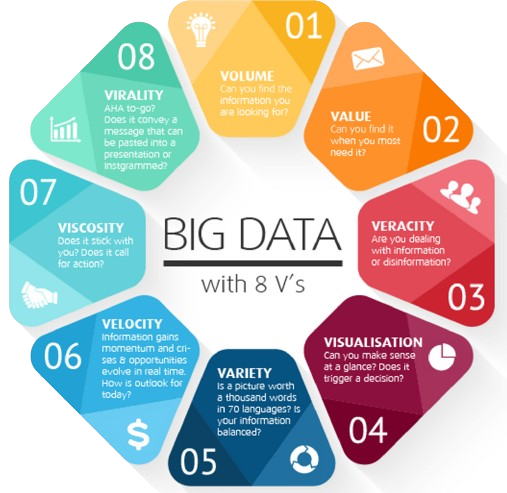 01
VOLUME
Can you find the
information you
are looking for?
VALUE
Can you find it
when you most
need it?
02
VERACITY
Are you dealing
with information
or disinformation?
03
VISUALISATION
Can you make sense
at a glance? Does it
trigger a decision?
04
VARIETY
Is a picture worth
a thousand words
in 70 languages? Is
your information
balanced?
05
VELOCITY
Information gains
momentum and cri-
ses & opportunities
evolve in real time.
How is outlook for
today?
06
$
07
VISCOSITY
Does it stick with
you? Does it call
for action?
08
VIRALITY
AHA to-go?
Does it convey a
message that can
be pasted into a
presentation or
instgrammed?
BIG DATA
with 8 V's